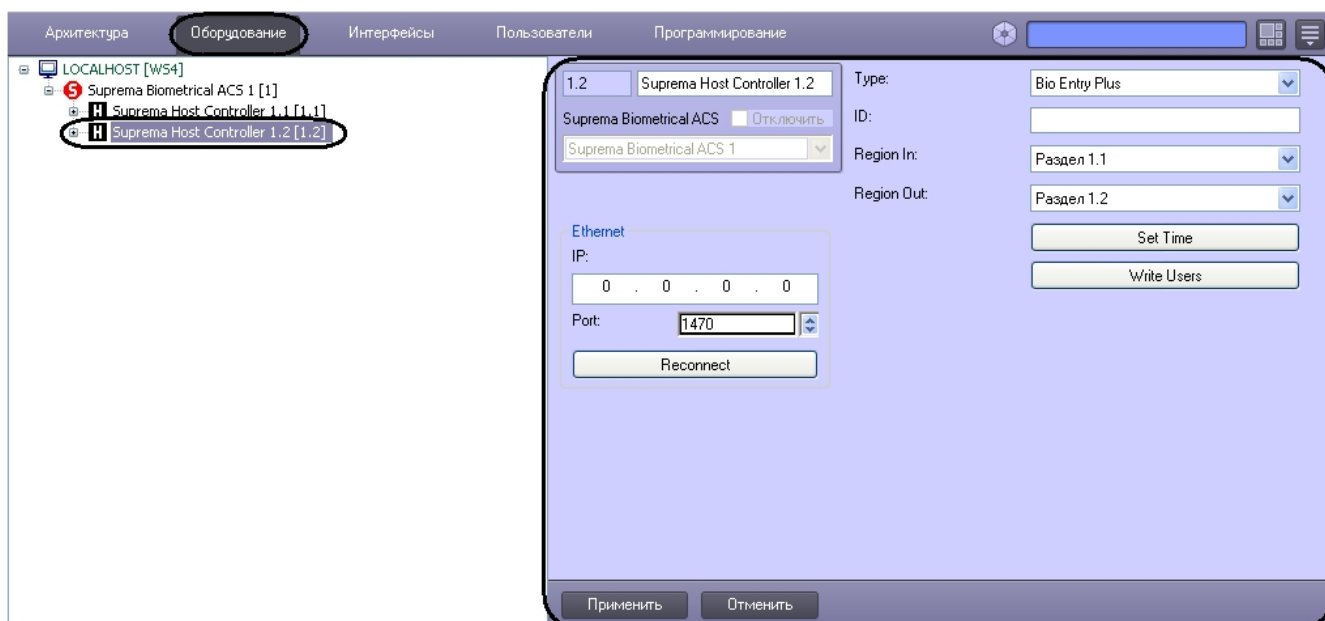 Архитектура Оборудование Интерфейсы Пользователи Программирование
LOCALHOST [WS4]
Suprema Biometrical ACS 1 [1]
Suprema Host Controller 1.1 [1.1]
Suprema Host Controller 1.2 [1.2]
1.2 Suprema Host Controller 1.2
Suprema Biometrical ACS Отключить
Suprema Biometrical ACS 1
Ethernet
IP:
0 . 0 . 0 . 0
Port: 1470
Reconnect
Type: Bio Entry Plus
ID:
Region In: Раздел 1.1
Region Out: Раздел 1.2
Set Time
Write Users
Применить Отменить